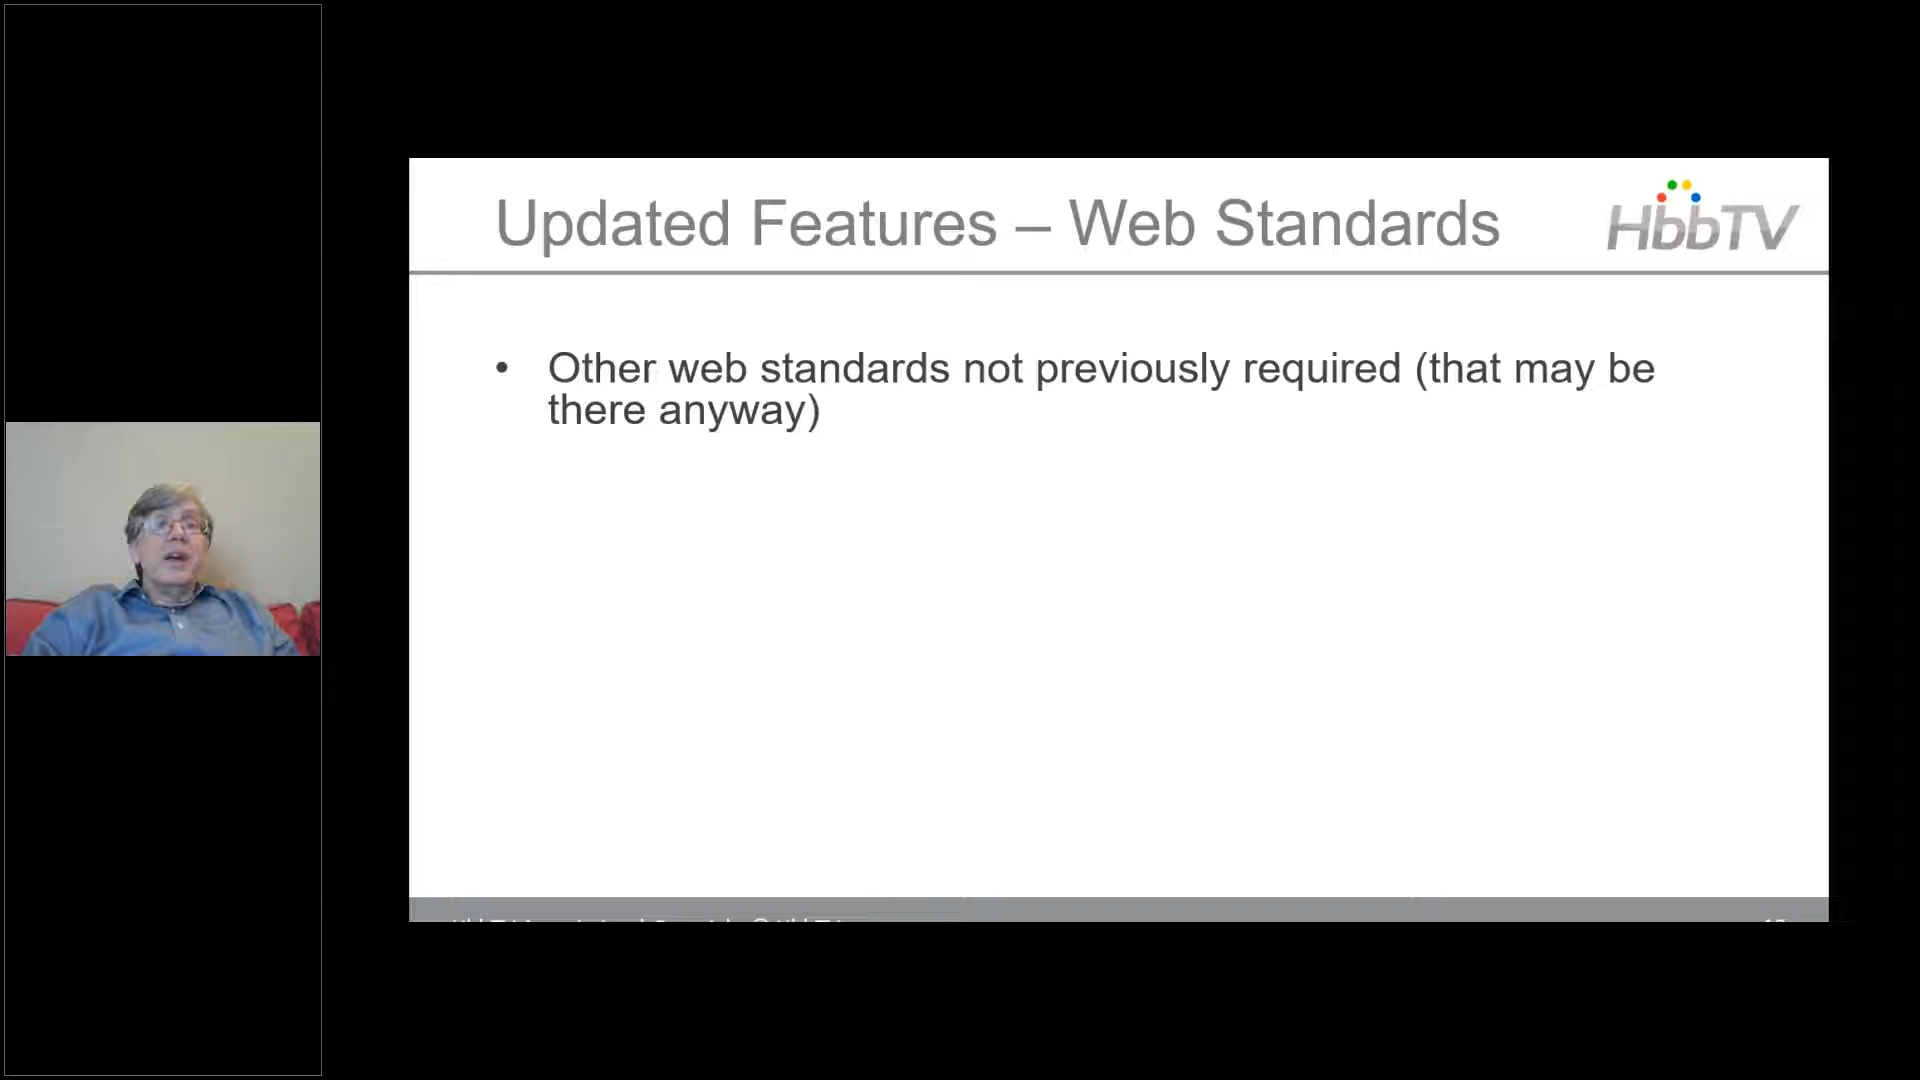 Updated Features – Web Standards
HbbTV
• Other web standards not previously required (that may be
there anyway)